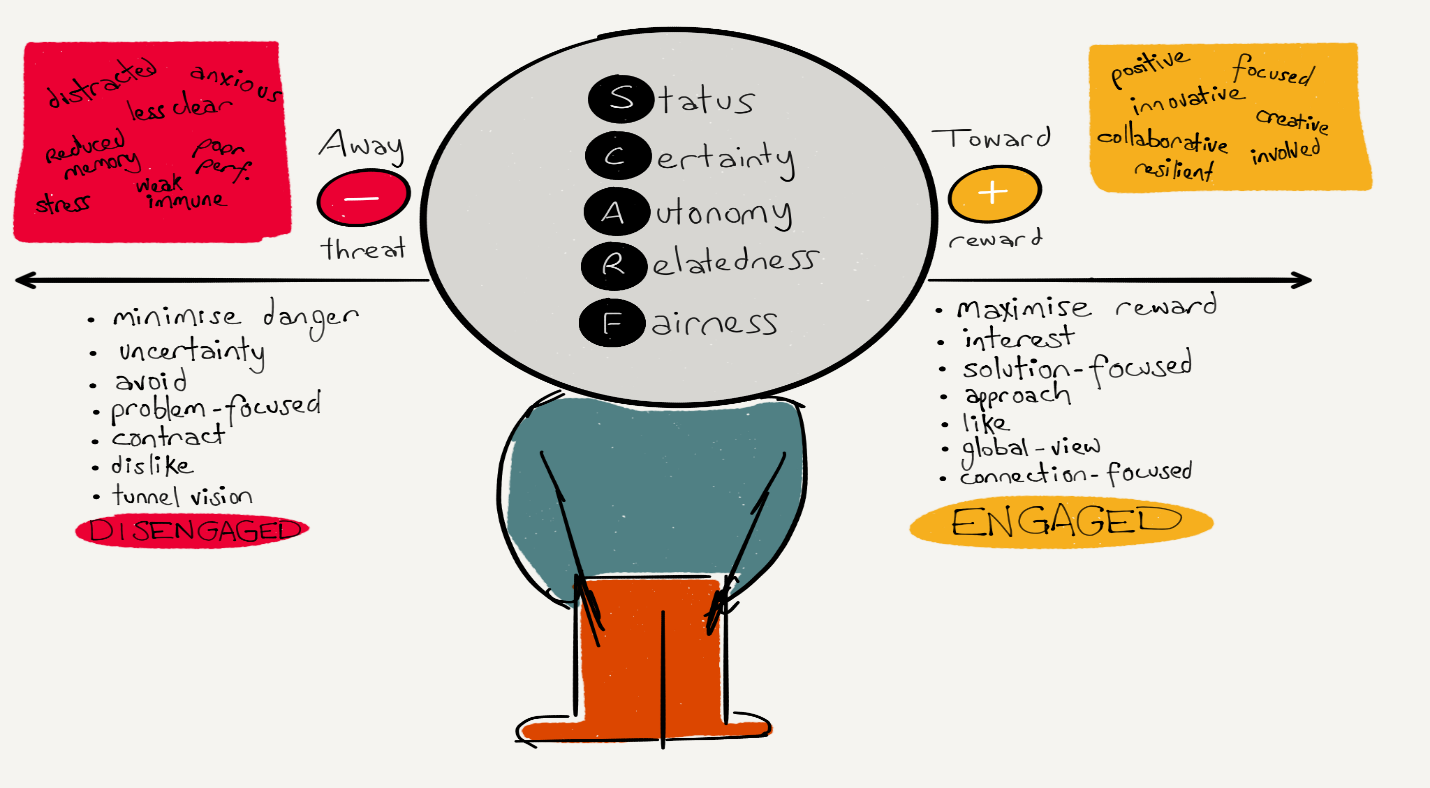 distracted
anxious
less clear
reduced
memory
poor
perf.
stress
weak
immune
Away
−
threat
Status
Certainty
Autonomy
Relatedness
Fairness
Toward
+
reward
positive
focused
innovative
creative
collaborative
involved
resilient
• minimise danger
• uncertainty
• avoid
• problem-focused
• contract
• dislike
• tunnel vision
DISENGAGED
• maximise reward
• interest
• solution-focused
• approach
• like
• global-view
• connection-focused
ENGAGED